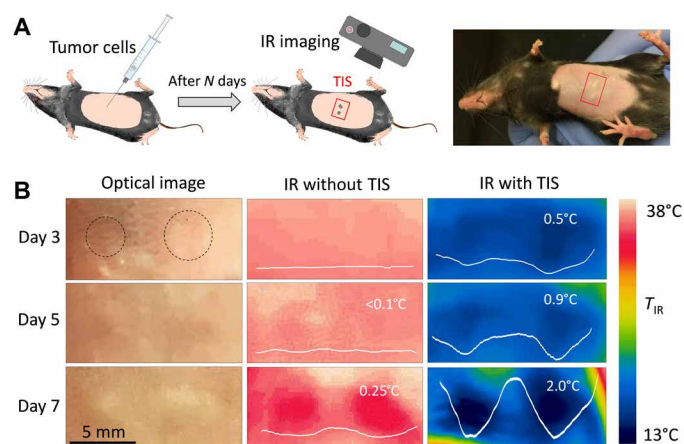 A
Tumor cells
IR imaging
After N days
TIS
B
Optical image
IR without TIS
IR with TIS
Day 3
0.5°C
38°C
Day 5
<0.1°C
0.9°C
T_IR
Day 7
0.25°C
2.0°C
5 mm
13°C